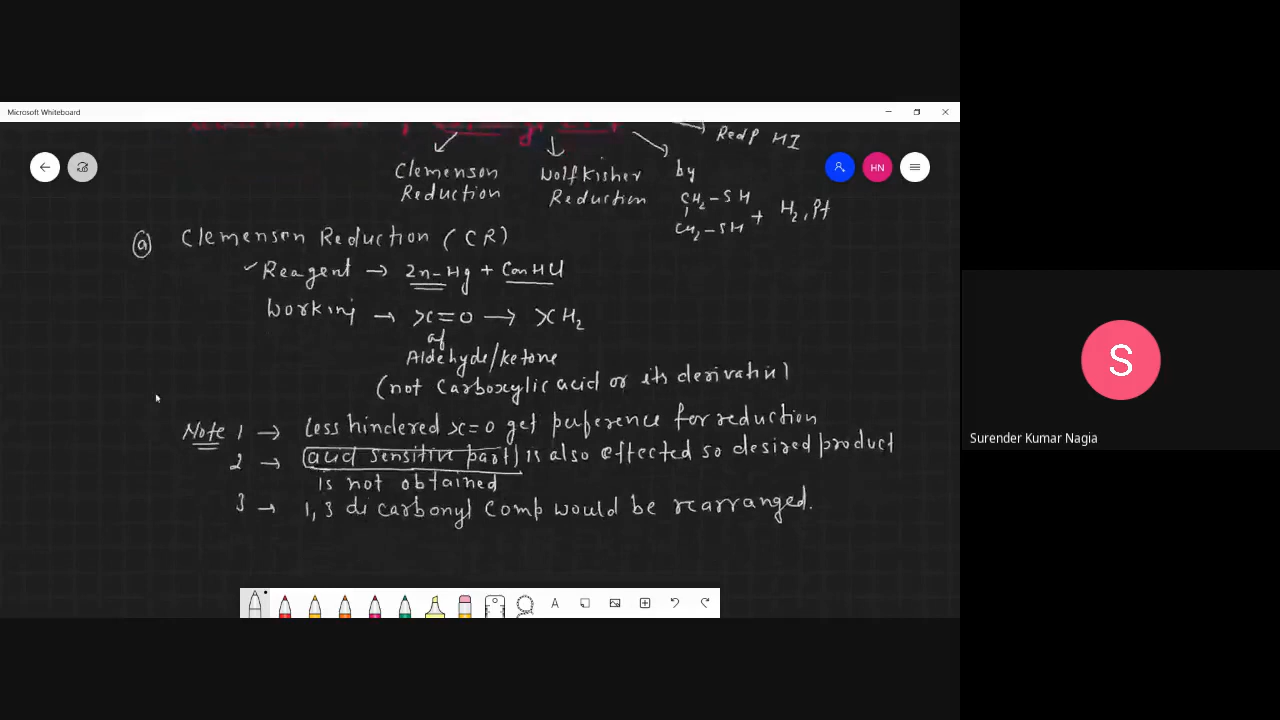 Microsoft Whiteboard
Red P HI
Clemenson Reduction
Wolf Kisher Reduction
by
CH2-SH
CH2-SH + H2, Pt
HN
(a) Clemenson Reduction (CR)
Reagent → Zn-Hg + Con HCl
Working → >C=O → >CH2
of
Aldehyde/ketone
(not carboxylic acid or its derivative)
Note 1 → less hindered >C=O get preference for reduction
2 → (acid sensitive part) is also effected so desired product
is not obtained
3 → 1,3 di carbonyl comp would be rearranged.
A
S
Surender Kumar Nagia